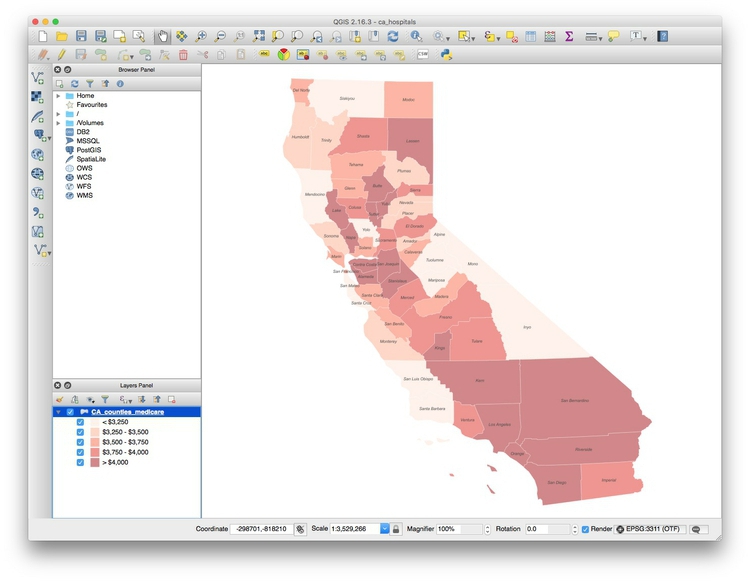 QGIS 2.16.3 - ca_hospitals
CSW
Browser Panel
Home
Favourites
/
/Volumes
DB2
MSSQL
PostGIS
SpatiaLite
OWS
WCS
WFS
WMS
Layers Panel
CA_counties_medicare
< $3,250
$3,250 - $3,500
$3,500 - $3,750
$3,750 - $4,000
> $4,000
Del Norte
Siskiyou
Modoc
Humboldt
Trinity
Shasta
Lassen
Tehama
Plumas
Mendocino
Glenn
Butte
Sierra
Nevada
Lake
Colusa
Placer
Yolo
El Dorado
Alpine
Sonoma
Sacramento
Amador
Solano
Calaveras
Marin
Tuolumne
Mono
Contra Costa
San Joaquin
San Francisco
Alameda
Stanislaus
Mariposa
San Mateo
Santa Clara
Merced
Madera
Santa Cruz
Fresno
San Benito
Inyo
Monterey
Kings
Tulare
San Luis Obispo
Kern
San Bernardino
Santa Barbara
Ventura
Los Angeles
Orange
Riverside
San Diego
Imperial
Coordinate -298701,-818210 Scale 1:3,529,266 Magnifier 100% Rotation 0.0 Render EPSG:3311 (OTF)